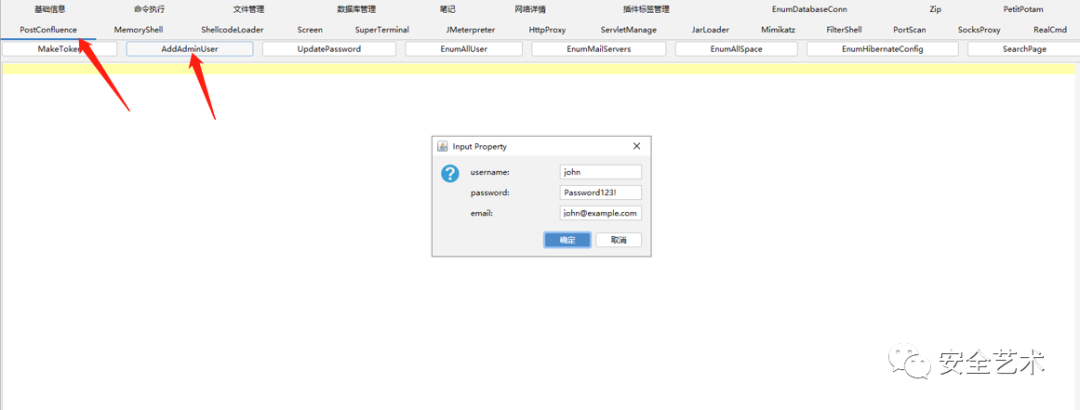 基础信息 命令执行 文件管理 数据库管理 笔记 网络详情 插件标签管理 EnumDatabaseConn Zip PetitPotam
PostConfluence MemoryShell ShellcodeLoader Screen SuperTerminal JMeterpreter HttpProxy ServletManage JarLoader Mimikatz FilterShell PortScan SocksProxy RealCmd
MakeToken AddAdminUser UpdatePassword EnumAllUser EnumMailServers EnumAllSpace EnumHibernateConfig SearchPage
Input Property
username: john
password: Password123!
email: john@example.com
确定 取消
安全艺术